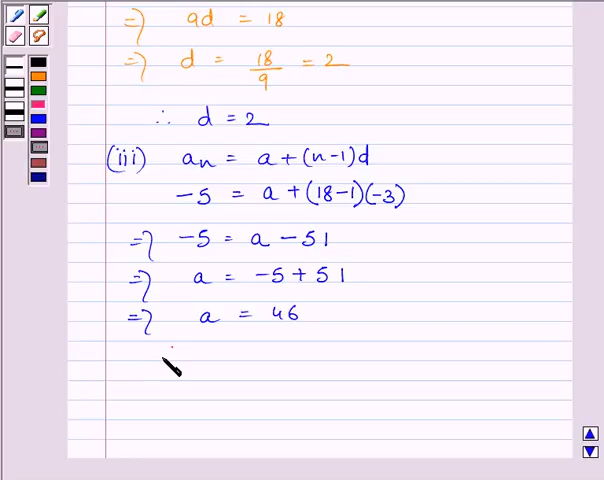 => 9d = 18
=> d = 18/9 = 2
∴ d = 2
(iii) an = a + (n-1)d
-5 = a + (18-1)(-3)
=> -5 = a - 51
=> a = -5 + 51
=> a = 46